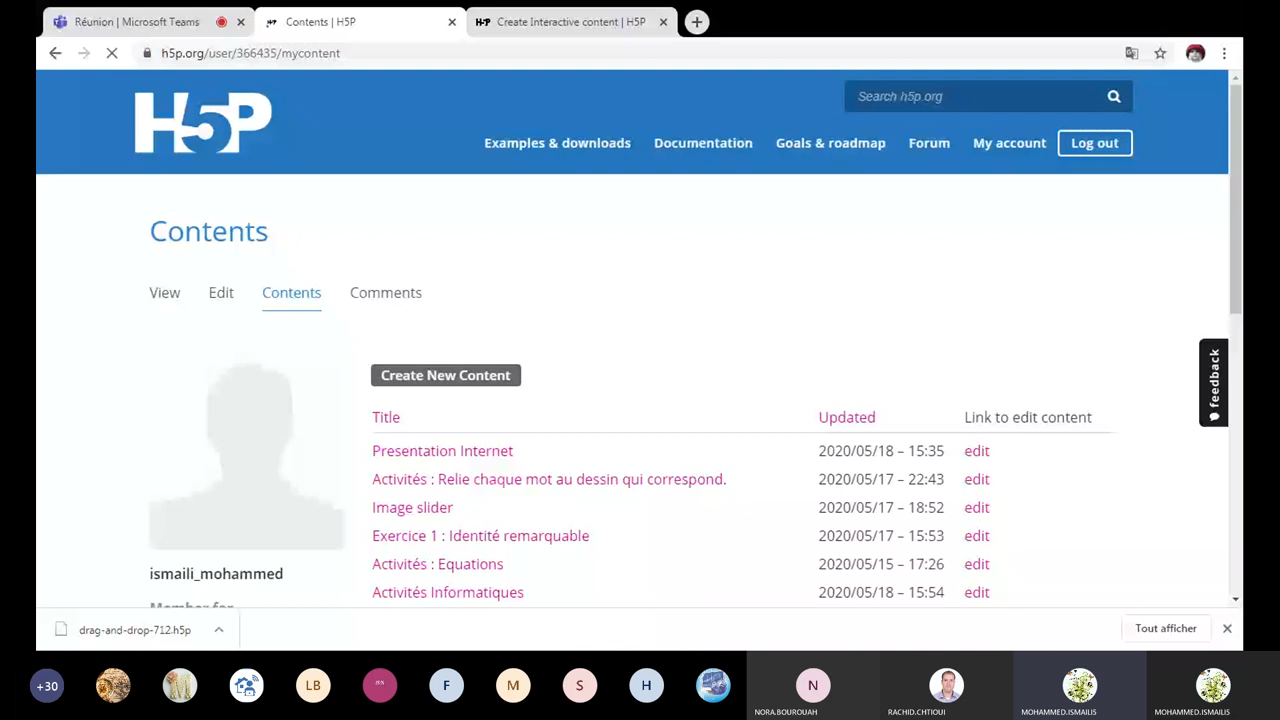 Réunion | Microsoft Teams
Contents | H5P
Create Interactive content | H5P
h5p.org/user/366435/mycontent
H5P
Search h5p.org
Examples & downloads
Documentation
Goals & roadmap
Forum
My account
Log out
Contents
View
Edit
Contents
Comments
feedback
Create New Content
Title
Updated
Link to edit content
Presentation Internet
2020/05/18 – 15:35
edit
Activités : Relie chaque mot au dessin qui correspond.
2020/05/17 – 22:43
edit
Image slider
2020/05/17 – 18:52
edit
Exercice 1 : Identité remarquable
2020/05/17 – 15:53
edit
Activités : Equations
2020/05/15 – 17:26
edit
Activités Informatiques
2020/05/18 – 15:54
edit
ismaili_mohammed
Member for
drag-and-drop-712.h5p
Tout afficher
+30
LB
F
M
S
H
N
NORA.BOUROUAH
RACHID.CHTIOUI
MOHAMMED.ISMAILIS
MOHAMMED.ISMAILIS